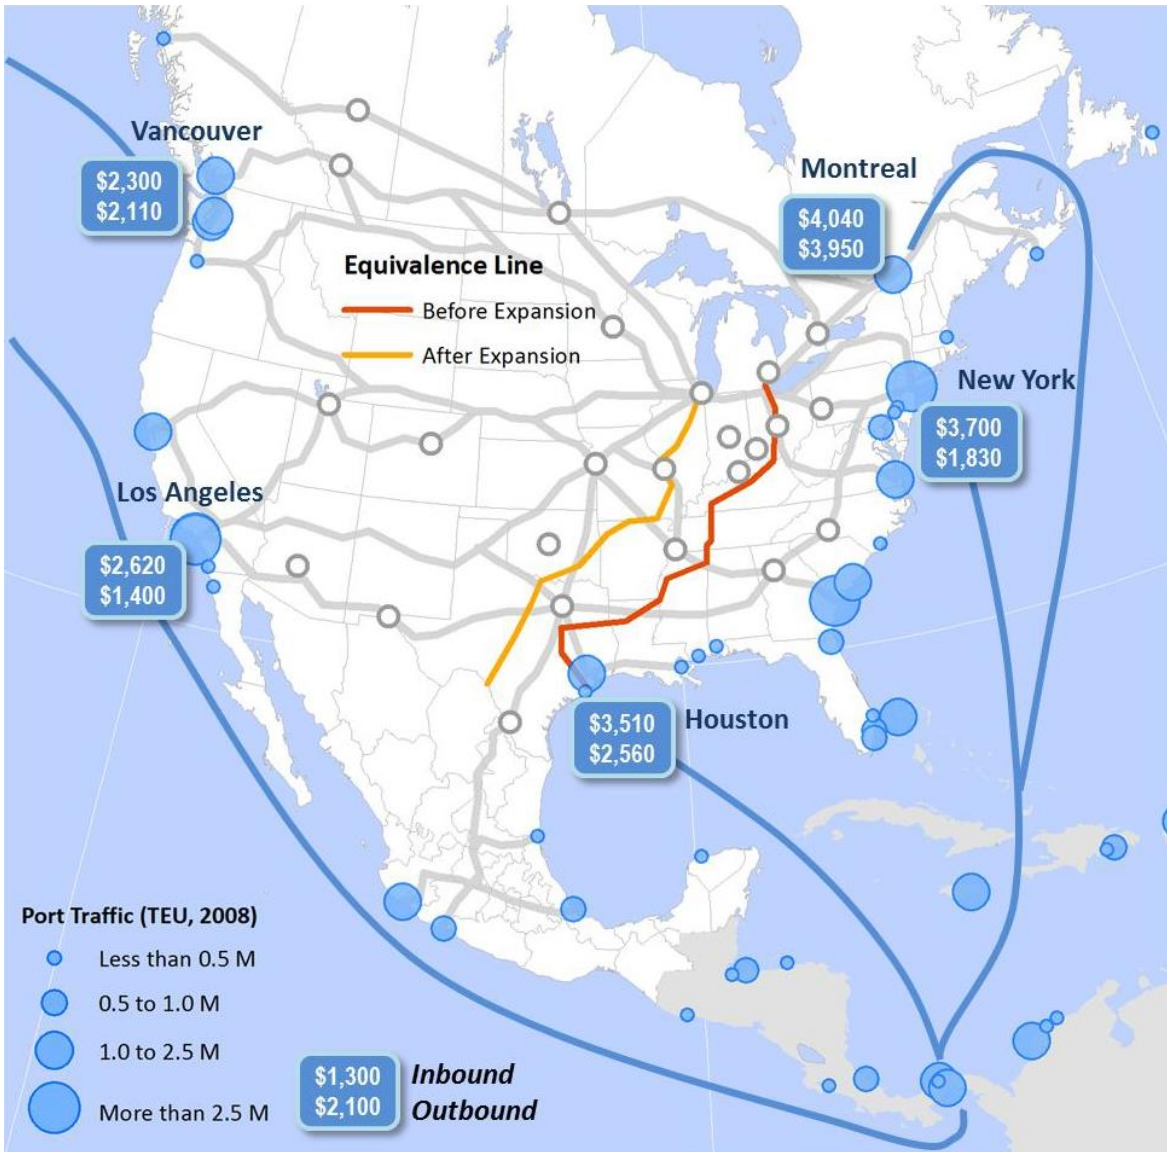 Vancouver
$2,300
$2,110
Montreal
$4,040
$3,950
Equivalence Line
Before Expansion
After Expansion
New York
$3,700
$1,830
Los Angeles
$2,620
$1,400
Houston
$3,510
$2,560
Port Traffic (TEU, 2008)
Less than 0.5 M
0.5 to 1.0 M
1.0 to 2.5 M
More than 2.5 M
$1,300 Inbound
$2,100 Outbound